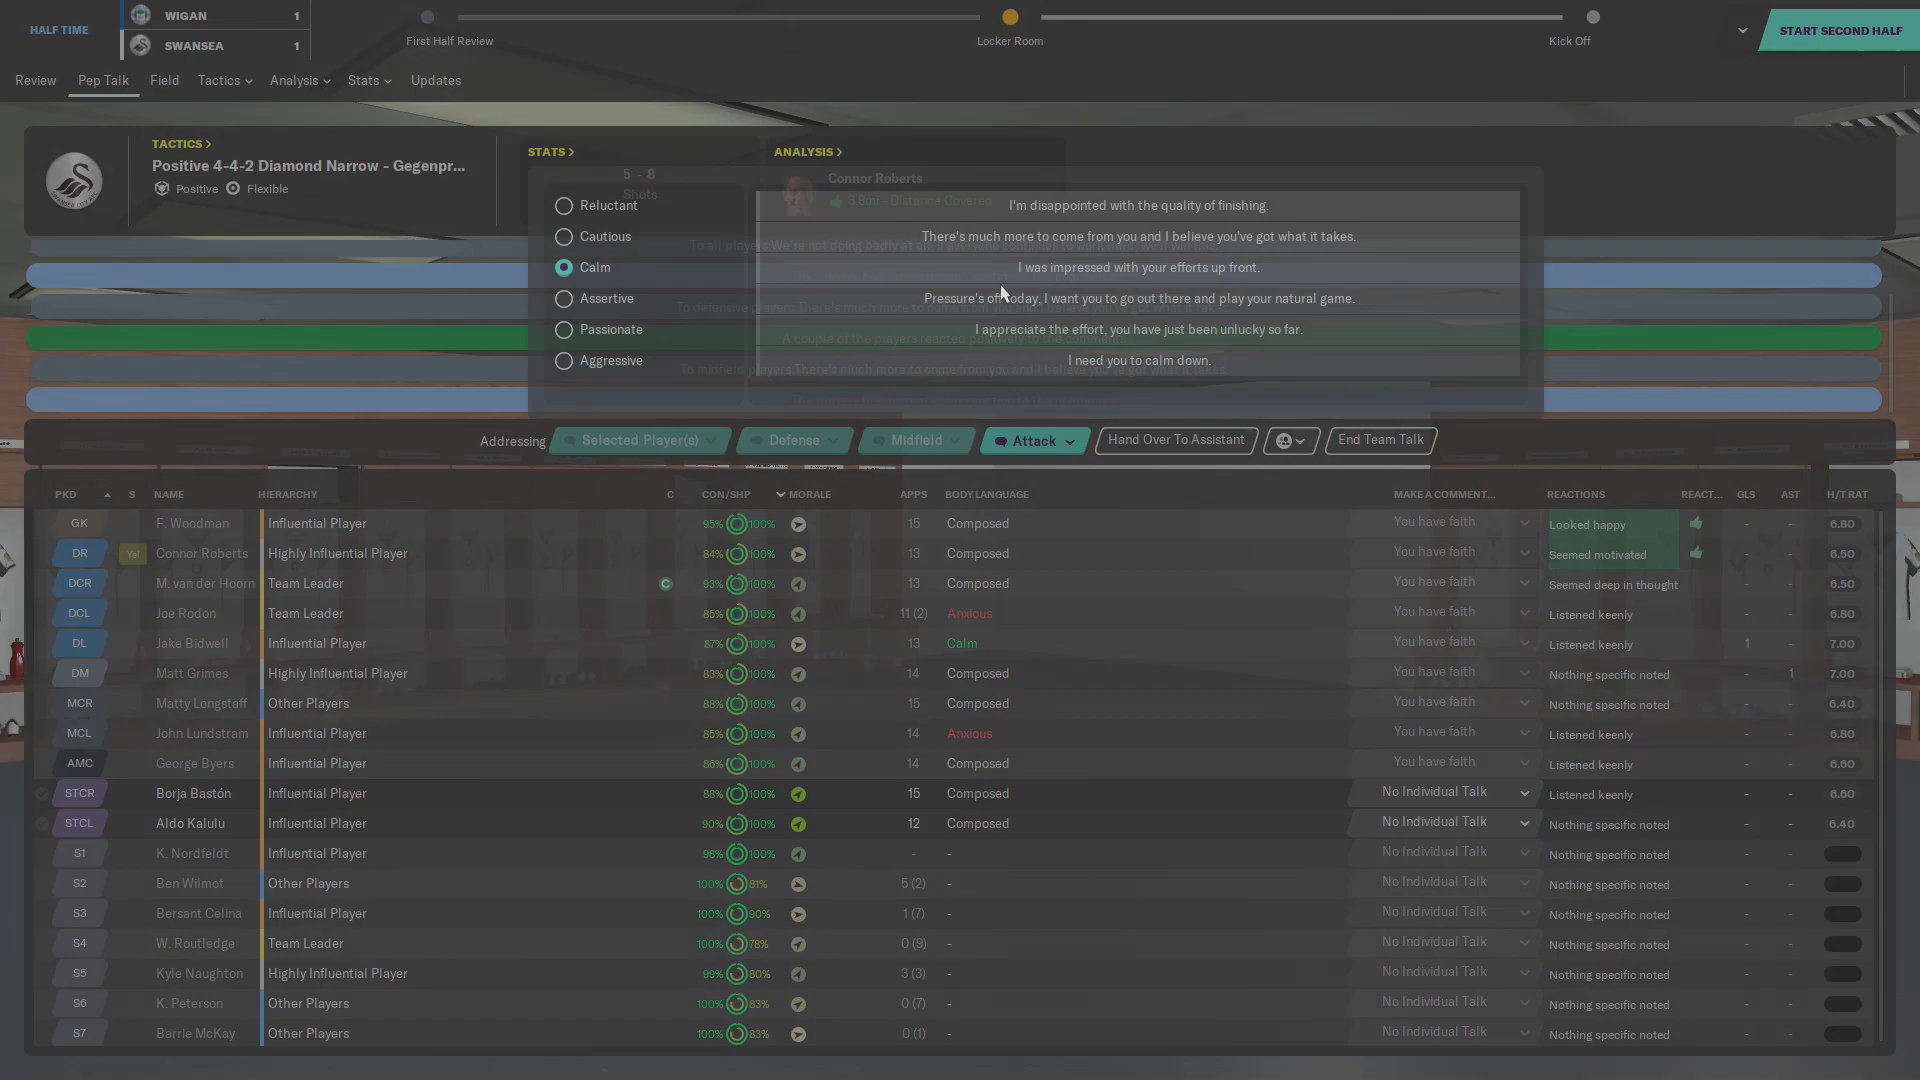 HALF TIME
WIGAN 1
SWANSEA 1
First Half Review
Locker Room
Kick Off
START SECOND HALF
Review
Pep Talk
Field
Tactics
Analysis
Stats
Updates
TACTICS >
Positive 4-4-2 Diamond Narrow - Gegenpr...
Positive Flexible
STATS >
5 - 8
Shots
ANALYSIS >
Connor Roberts
3.9mi - Distance Covered
Reluctant
Cautious
Calm
Assertive
Passionate
Aggressive
I'm disappointed with the quality of finishing.
There's much more to come from you and I believe you've got what it takes.
I was impressed with your efforts up front.
Pressure's off today, I want you to go out there and play your natural game.
I appreciate the effort, you have just been unlucky so far.
I need you to calm down.
Addressing
Selected Player(s)
Defense
Midfield
Attack
Hand Over To Assistant
End Team Talk
PKD S NAME HIERARCHY C CON/SHP MORALE APPS BODY LANGUAGE MAKE A COMMENT... REACTIONS REACT... GLS AST H/T RAT
GK F. Woodman Influential Player 95% 100% 15 Composed You have faith Looked happy - - 6.80
DR Yel Connor Roberts Highly Influential Player 84% 100% 13 Composed You have faith Seemed motivated - - 6.50
DCR M. van der Hoorn Team Leader C 93% 100% 13 Composed You have faith Seemed deep in thought - - 6.50
DCL Joe Rodon Team Leader 85% 100% 11 (2) Anxious You have faith Listened keenly - - 6.80
DL Jake Bidwell Influential Player 87% 100% 13 Calm You have faith Listened keenly 1 - 7.00
DM Matt Grimes Highly Influential Player 83% 100% 14 Composed You have faith Nothing specific noted - 1 7.00
MCR Matty Longstaff Other Players 88% 100% 15 Composed You have faith Nothing specific noted - - 6.40
MCL John Lundstram Influential Player 85% 100% 14 Anxious You have faith Listened keenly - - 6.80
AMC George Byers Influential Player 86% 100% 14 Composed You have faith Listened keenly - - 6.60
STCR Borja Bastón Influential Player 88% 100% 15 Composed No Individual Talk Listened keenly - - 6.60
STCL Aldo Kalulu Influential Player 90% 100% 12 Composed No Individual Talk Nothing specific noted - - 6.40
S1 K. Nordfeldt Influential Player 98% 100% - - No Individual Talk Nothing specific noted - -
S2 Ben Wilmot Other Players 100% 81% 5 (2) - No Individual Talk Nothing specific noted - -
S3 Bersant Celina Influential Player 100% 90% 1 (7) - No Individual Talk Nothing specific noted - -
S4 W. Routledge Team Leader 100% 78% 0 (9) - No Individual Talk Nothing specific noted - -
S5 Kyle Naughton Highly Influential Player 99% 80% 3 (3) - No Individual Talk Nothing specific noted - -
S6 K. Peterson Other Players 100% 83% 0 (7) - No Individual Talk Nothing specific noted - -
S7 Barrie McKay Other Players 100% 83% 0 (1) - No Individual Talk Nothing specific noted - -